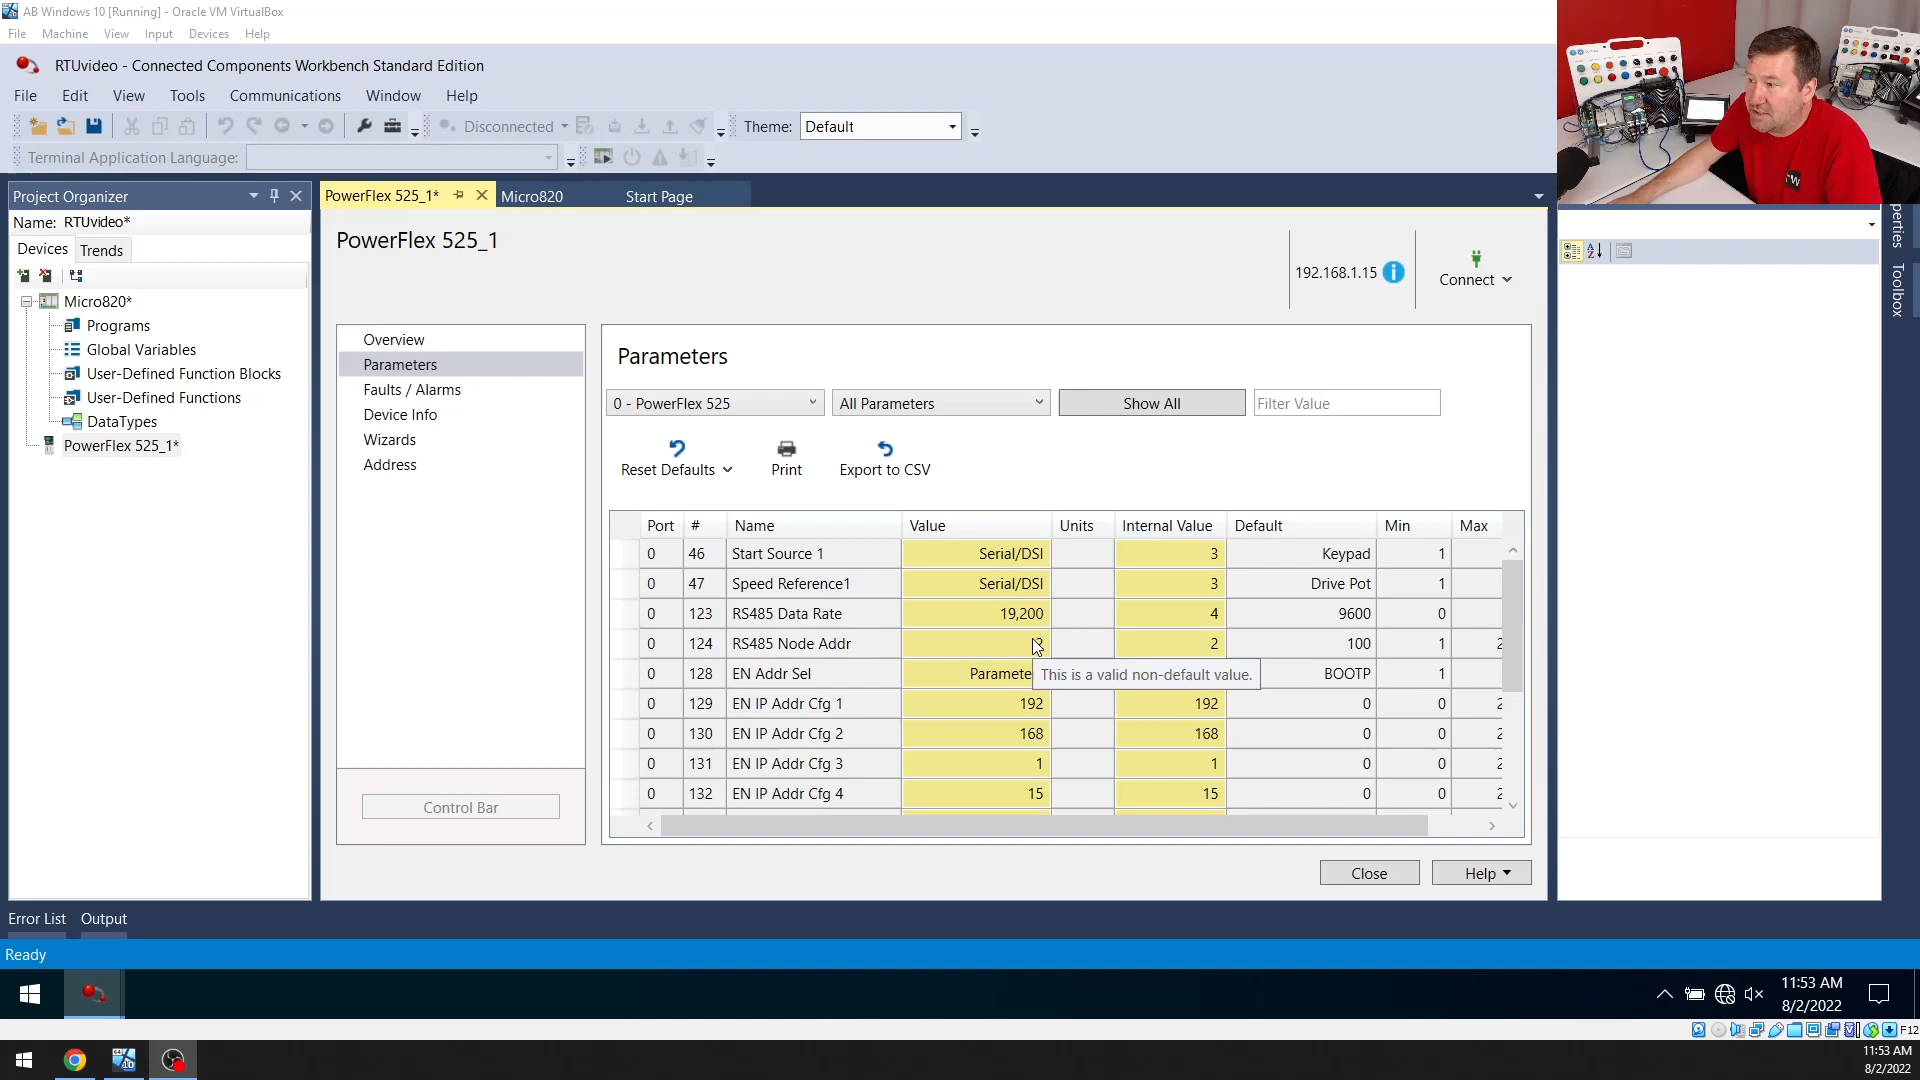 AB Windows 10 [Running] - Oracle VM VirtualBox
File Machine View Input Devices Help
RTUvideo - Connected Components Workbench Standard Edition
File Edit View Tools Communications Window Help
Disconnected Theme: Default
Terminal Application Language:
Project Organizer
Name: RTUvideo*
Devices Trends
Micro820*
Programs
Global Variables
User-Defined Function Blocks
User-Defined Functions
DataTypes
PowerFlex 525_1*
PowerFlex 525_1* Micro820 Start Page
PowerFlex 525_1
192.168.1.15 Connect
Overview
Parameters
Faults / Alarms
Device Info
Wizards
Address
Control Bar
Parameters
0 - PowerFlex 525 All Parameters Show All Filter Value
Reset Defaults Print Export to CSV
Port # Name Value Units Internal Value Default Min Max
0 46 Start Source 1 Serial/DSI 3 Keypad 1
0 47 Speed Reference1 Serial/DSI 3 Drive Pot 1
0 123 RS485 Data Rate 19,200 4 9600 0
0 124 RS485 Node Addr 2 100 1 2
0 128 EN Addr Sel Paramete BOOTP 1
This is a valid non-default value.
0 129 EN IP Addr Cfg 1 192 192 0 0 2
0 130 EN IP Addr Cfg 2 168 168 0 0 2
0 131 EN IP Addr Cfg 3 1 1 0 0 2
0 132 EN IP Addr Cfg 4 15 15 0 0 2
Close Help
perties
Toolbox
Error List Output
Ready
11:53 AM
8/2/2022
F12
11:53 AM
8/2/2022